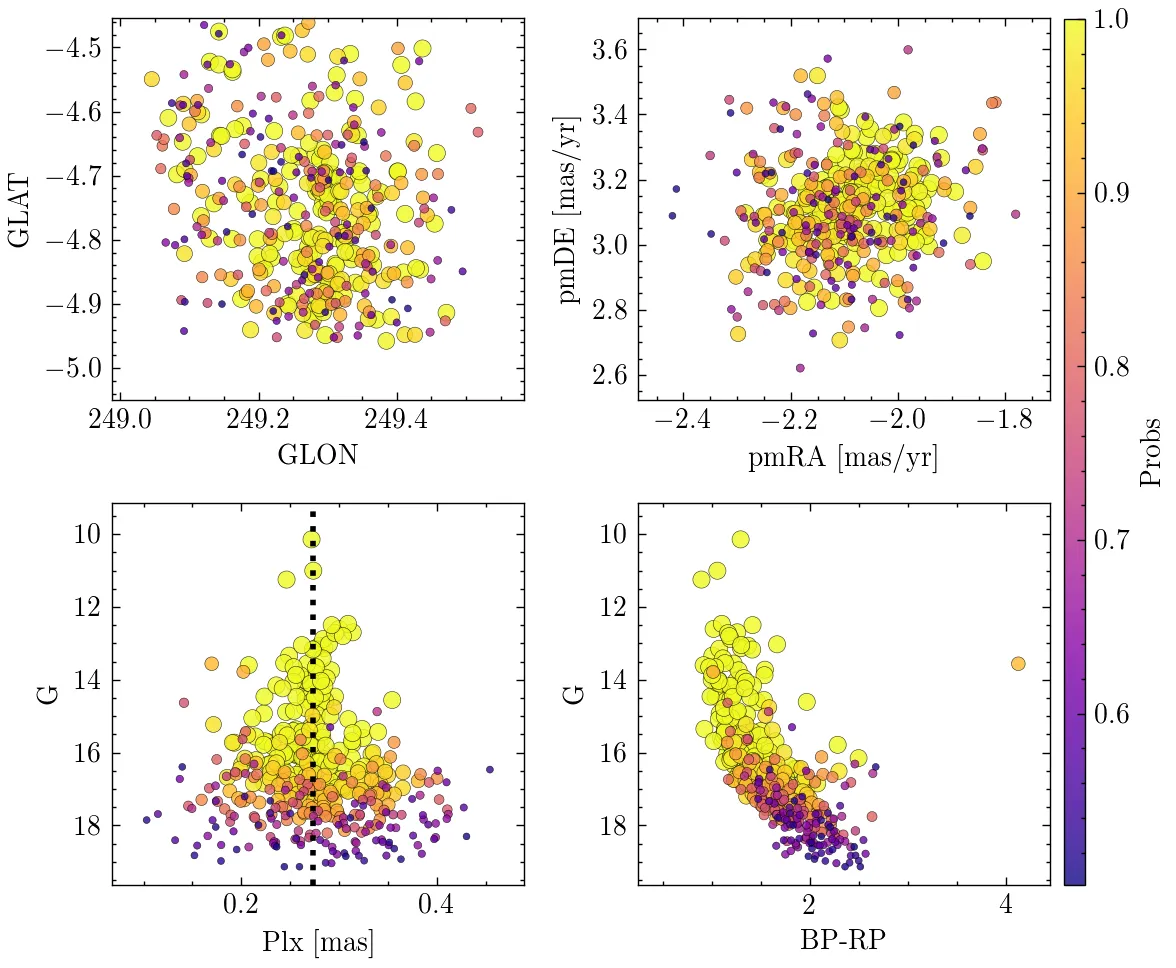 −4.5
−4.6
−4.7
−4.8
−4.9
−5.0
GLAT
249.0 249.2 249.4
GLON
3.6
3.4
3.2
3.0
2.8
2.6
pmDE [mas/yr]
−2.4 −2.2 −2.0 −1.8
pmRA [mas/yr]
10
12
14
16
18
G
0.2 0.4
Plx [mas]
10
12
14
16
18
G
2 4
BP-RP
1.0
0.9
0.8
0.7
0.6
Probs